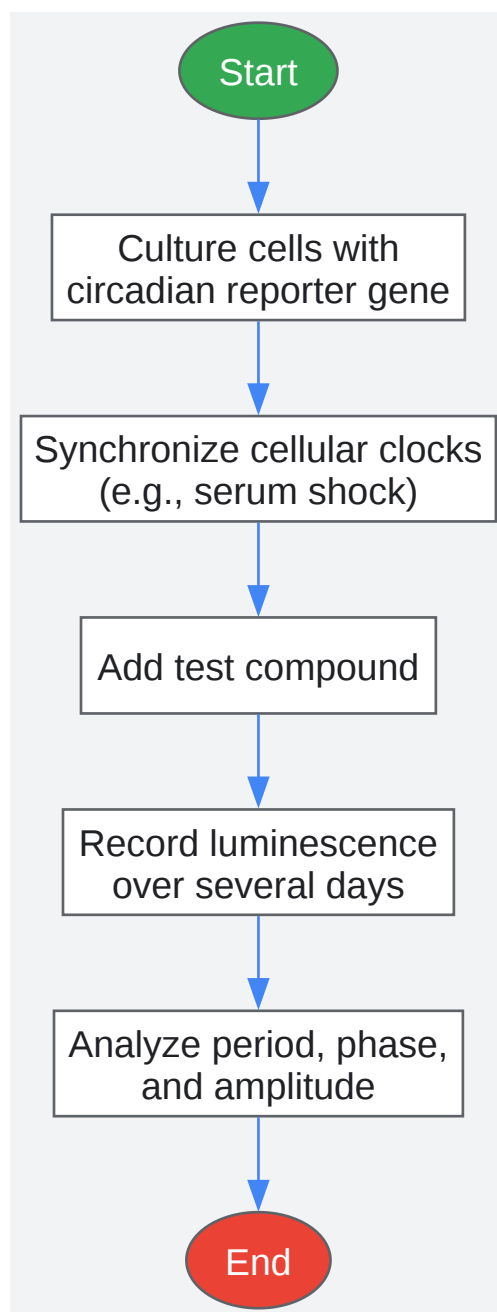 Start
Culture cells with
circadian reporter gene
Synchronize cellular clocks
(e.g., serum shock)
Add test compound
Record luminescence
over several days
Analyze period, phase,
and amplitude
End